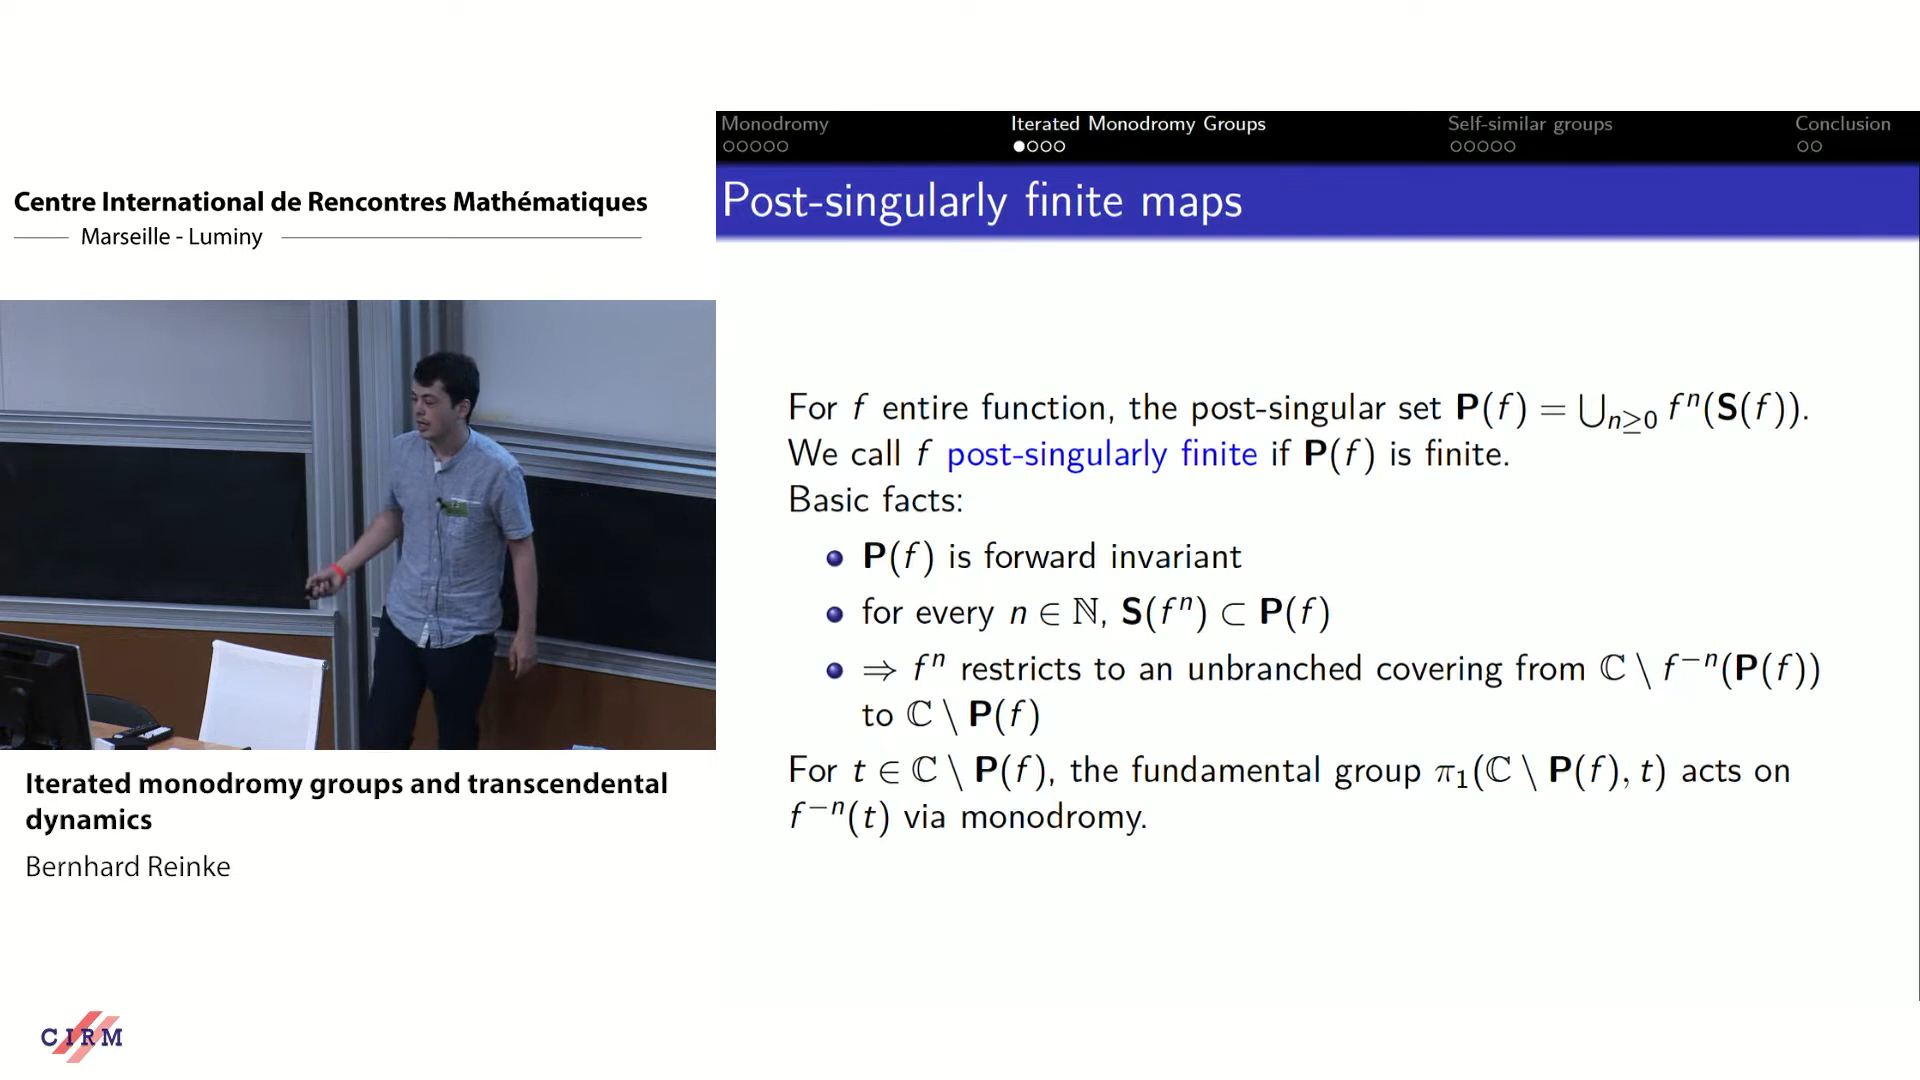 Centre International de Rencontres Mathématiques
Marseille - Luminy
Monodromy
Iterated Monodromy Groups
Self-similar groups
Conclusion
Post-singularly finite maps
For f entire function, the post-singular set P(f) = ⋃ₙ≥₀ fⁿ(S(f)).
We call f post-singularly finite if P(f) is finite.
Basic facts:
P(f) is forward invariant
for every n ∈ ℕ, S(fⁿ) ⊂ P(f)
⇒ fⁿ restricts to an unbranched covering from ℂ \ f⁻ⁿ(P(f))
to ℂ \ P(f)
For t ∈ ℂ \ P(f), the fundamental group π₁(ℂ \ P(f), t) acts on
f⁻ⁿ(t) via monodromy.
Iterated monodromy groups and transcendental
dynamics
Bernhard Reinke
CIRM